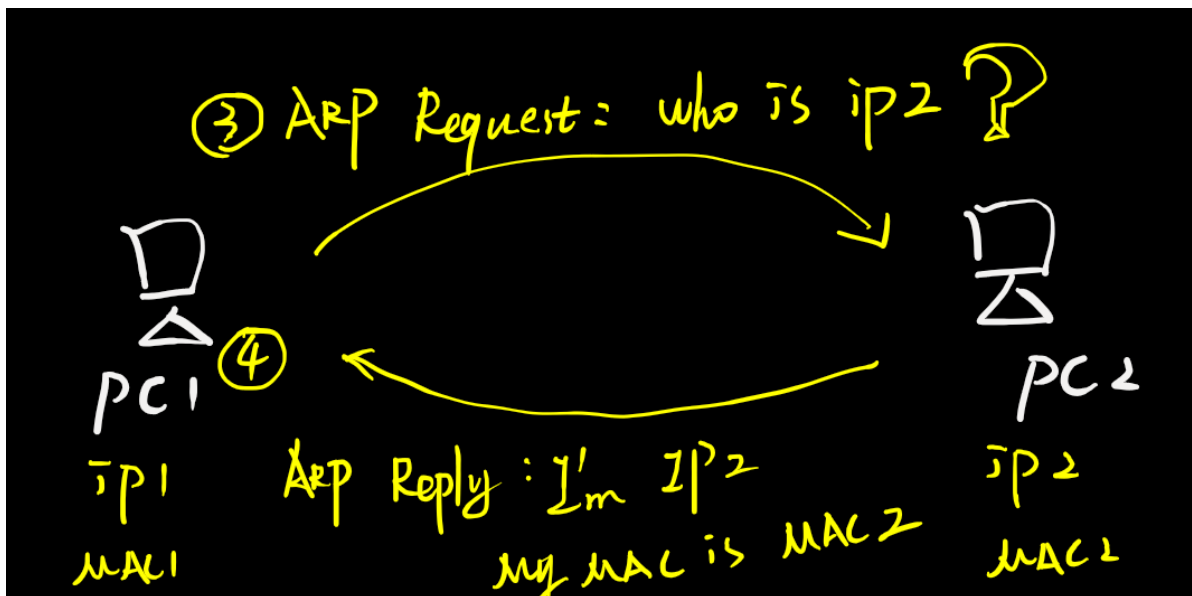 ③ ARP Request: who is ip2 ?
PC1
ip1
MAC1
④
ARP Reply: I'm IP2
My MAC is MAC2
PC2
ip2
MAC2